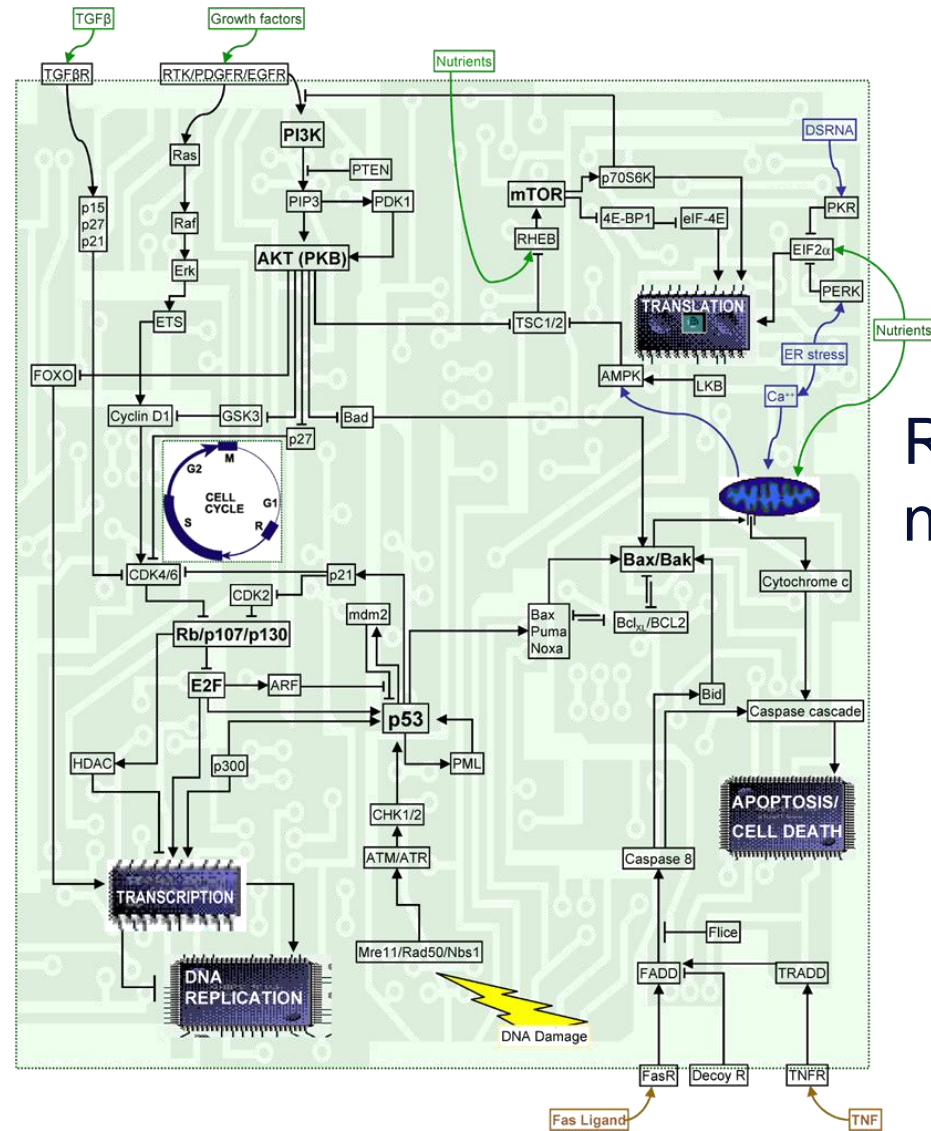 TGFβ
Growth factors
TGFβR
RTK/PDGFR/EGFR
Nutrients
DSRNA
PI3K
Ras
PTEN
p70S6K
mTOR
PIP3
PDK1
p15
p27
p21
PKR
4E-BP1
eIF-4E
Raf
RHEB
EIF2α
AKT (PKB)
Erk
PERK
TRANSLATION
ETS
TSC1/2
Nutrients
ER stress
FOXO
AMPK
LKB
Ca⁺⁺
Cyclin D1
GSK3
Bad
p27
R
n
M
G2
G1
CELL
CYCLE
S
R
Bax/Bak
CDK4/6
p21
Cytochrome c
CDK2
mdm2
Bax
Puma
Noxa
Bcl_XL/BCL2
Rb/p107/p130
E2F
ARF
Bid
p53
Caspase cascade
HDAC
p300
PML
APOPTOSIS/
CELL DEATH
CHK1/2
ATM/ATR
Caspase 8
TRANSCRIPTION
Flice
Mre11/Rad50/Nbs1
FADD
TRADD
DNA
REPLICATION
DNA Damage
FasR
Decoy R
TNFR
Fas Ligand
TNF